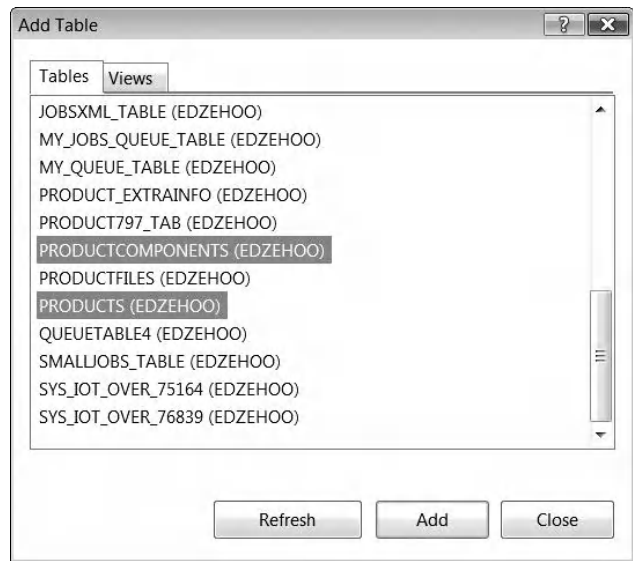 Add Table
?
Tables Views
JOBSXML_TABLE (EDZEHOO)
MY_JOBS_QUEUE_TABLE (EDZEHOO)
MY_QUEUE_TABLE (EDZEHOO)
PRODUCT_EXTRAINFO (EDZEHOO)
PRODUCT797_TAB (EDZEHOO)
PRODUCTCOMPONENTS (EDZEHOO)
PRODUCTFILES (EDZEHOO)
PRODUCTS (EDZEHOO)
QUEUETABLE4 (EDZEHOO)
SMALLJOBS_TABLE (EDZEHOO)
SYS_IOT_OVER_75164 (EDZEHOO)
SYS_IOT_OVER_76839 (EDZEHOO)
Refresh Add Close